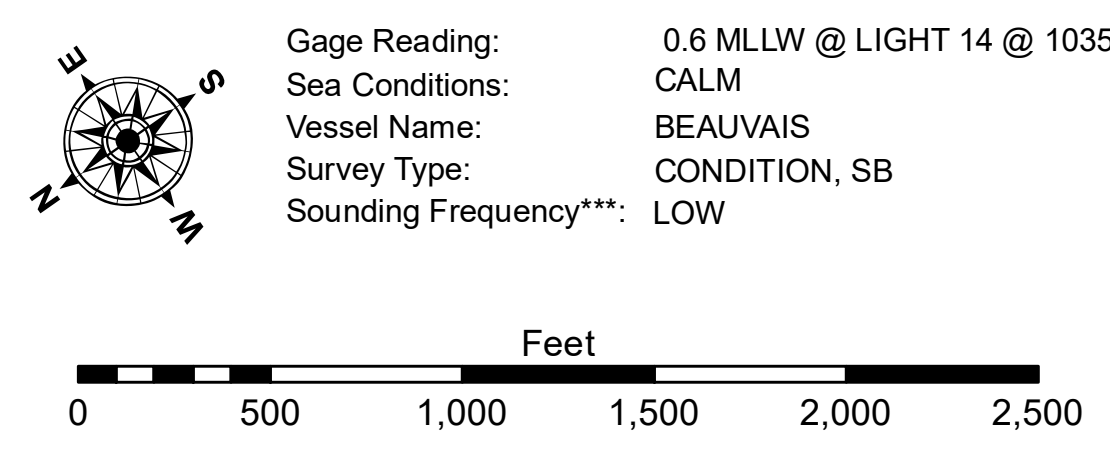 E
S
N
W
Gage Reading: 0.6 MLLW @ LIGHT 14 @ 1035
Sea Conditions: CALM
Vessel Name: BEAUVAIS
Survey Type: CONDITION, SB
Sounding Frequency***: LOW
Feet
0 500 1,000 1,500 2,000 2,500